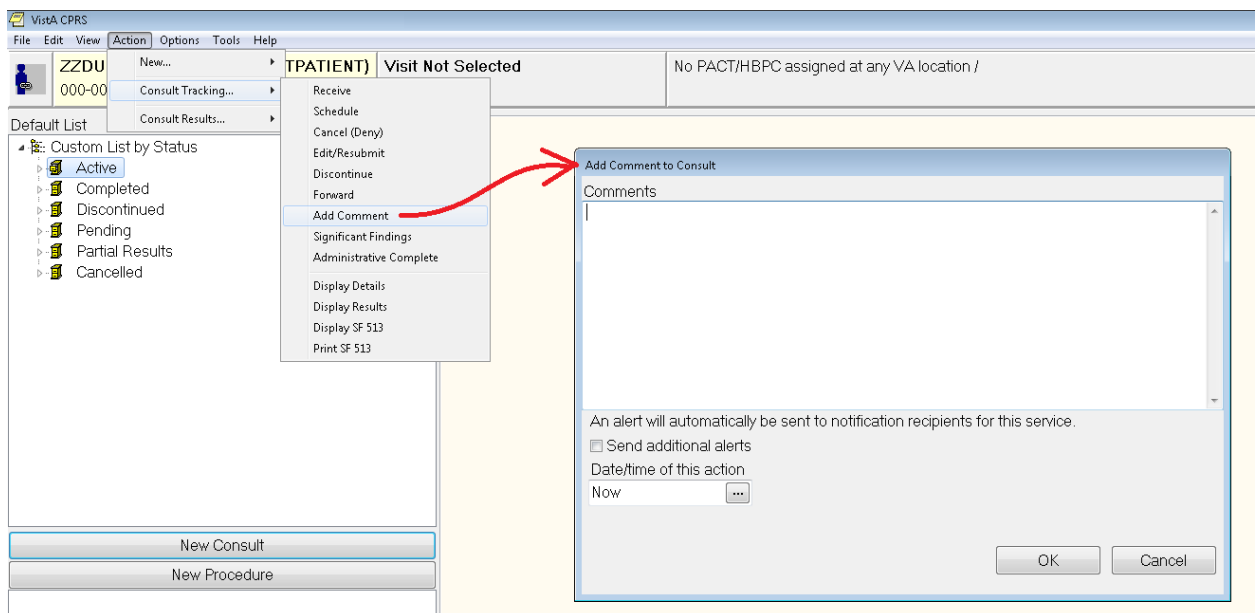 VistA CPRS
File Edit View Action Options Tools Help
ZZDU
000-00
TPATIENT)
Visit Not Selected
No PACT/HBPC assigned at any VA location /
New...
Consult Tracking...
Consult Results...
Receive
Schedule
Cancel (Deny)
Edit/Resubmit
Discontinue
Forward
Add Comment
Significant Findings
Administrative Complete
Display Details
Display Results
Display SF 513
Print SF 513
Default List
Custom List by Status
Active
Completed
Discontinued
Pending
Partial Results
Cancelled
New Consult
New Procedure
Add Comment to Consult
Comments
An alert will automatically be sent to notification recipients for this service.
Send additional alerts
Date/time of this action
Now
...
OK
Cancel